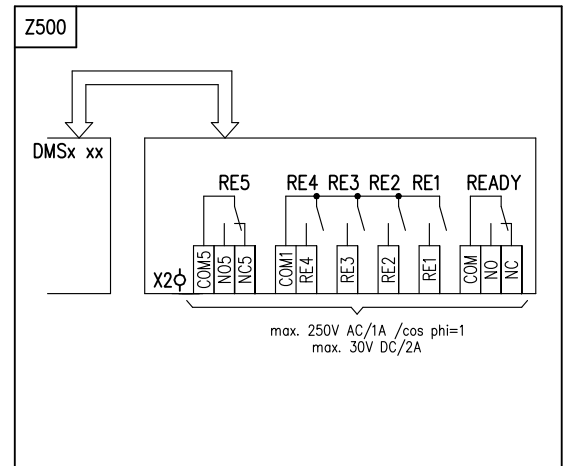 Z500
DMSx xx
RE5 RE4 RE3 RE2 RE1 READY
X2
COM5 NO5 NC5 COM1 RE4 RE3 RE2 RE1 COM NO NC
max. 250V AC/1A /cos phi=1
max. 30V DC/2A